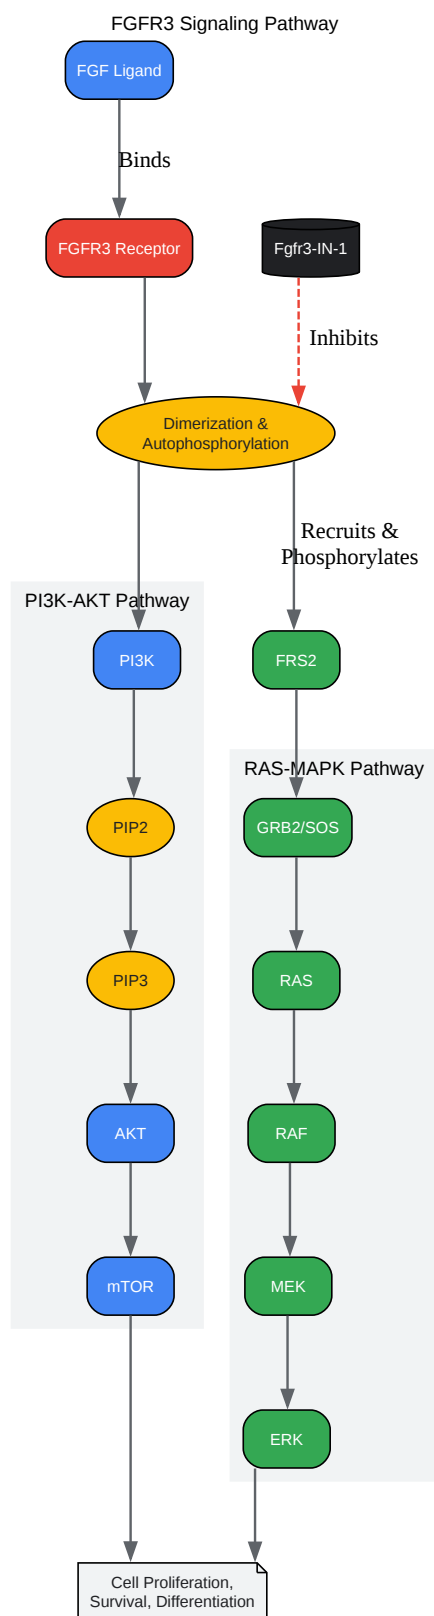 FGFR3 Signaling Pathway
FGF Ligand
Binds
FGFR3 Receptor
Fgfr3-IN-1
Inhibits
Dimerization &
Autophosphorylation
Recruits &
Phosphorylates
PI3K-AKT Pathway
PI3K
FRS2
RAS-MAPK Pathway
PIP2
GRB2/SOS
PIP3
RAS
AKT
RAF
mTOR
MEK
ERK
Cell Proliferation,
Survival, Differentiation